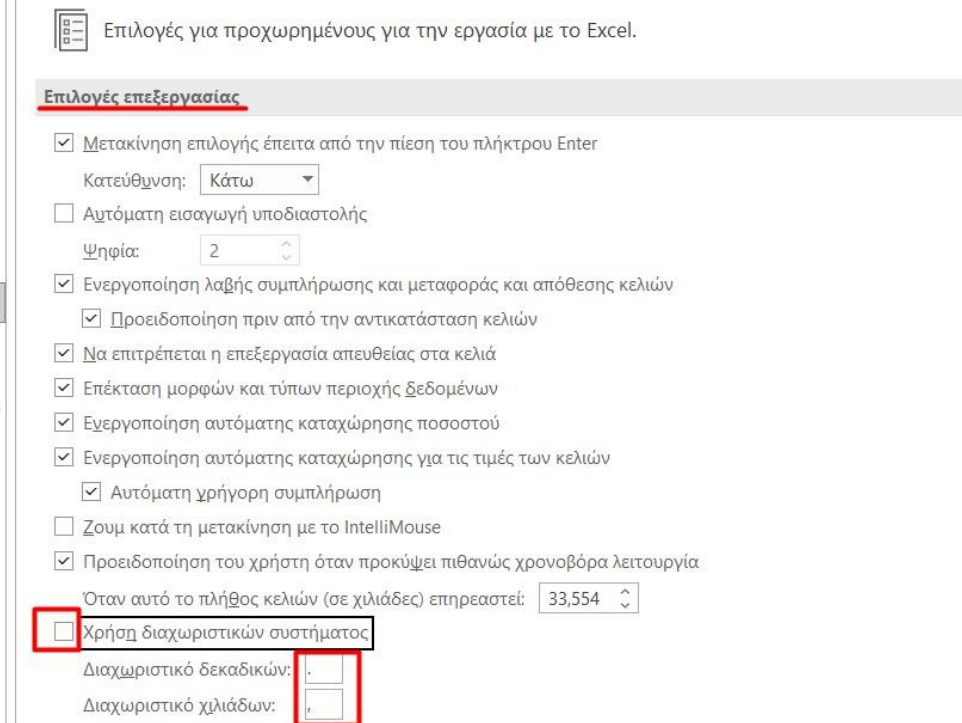 Επιλογές για προχωρημένους για την εργασία με το Excel.
Επιλογές επεξεργασίας
Μετακίνηση επιλογής έπειτα από την πίεση του πλήκτρου Enter
Κατεύθυνση: Κάτω
Αυτόματη εισαγωγή υποδιαστολής
Ψηφία: 2
Ενεργοποίηση λαβής συμπλήρωσης και μεταφοράς και απόθεσης κελιών
Προειδοποίηση πριν από την αντικατάσταση κελιών
Να επιτρέπεται η επεξεργασία απευθείας στα κελιά
Επέκταση μορφών και τύπων περιοχής δεδομένων
Ενεργοποίηση αυτόματης καταχώρησης ποσοστού
Ενεργοποίηση αυτόματης καταχώρησης για τις τιμές των κελιών
Αυτόματη γρήγορη συμπλήρωση
Ζουμ κατά τη μετακίνηση με το IntelliMouse
Προειδοποίηση του χρήστη όταν προκύψει πιθανώς χρονοβόρα λειτουργία
Όταν αυτό το πλήθος κελιών (σε χιλιάδες) επηρεαστεί: 33,554
Χρήση διαχωριστικών συστήματος
Διαχωριστικό δεκαδικών: .
Διαχωριστικό χιλιάδων: ,